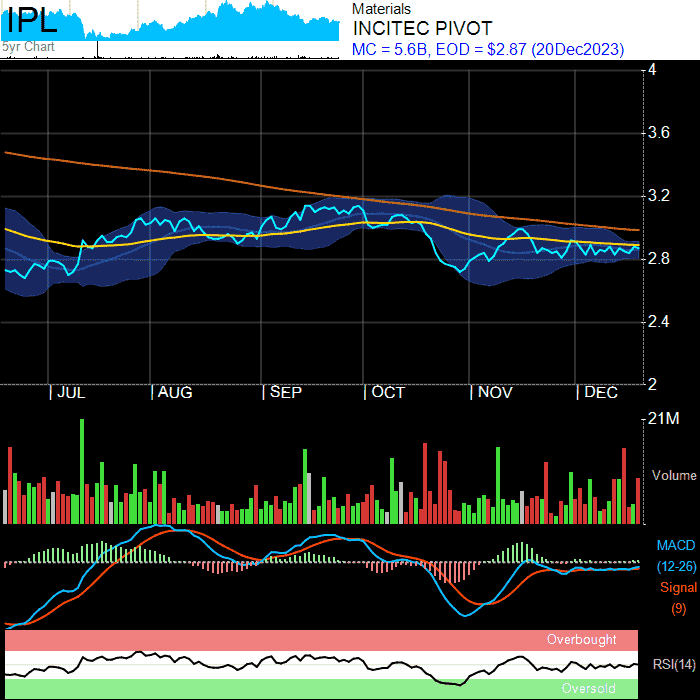 IPL
5yr Chart
Materials
INCITEC PIVOT
MC = 5.6B, EOD = $2.87 (20Dec2023)
4
3.6
3.2
2.8
2.4
2
| JUL | AUG | SEP | OCT | NOV | DEC
21M
Volume
MACD
(12-26)
Signal
(9)
Overbought
RSI(14)
Oversold